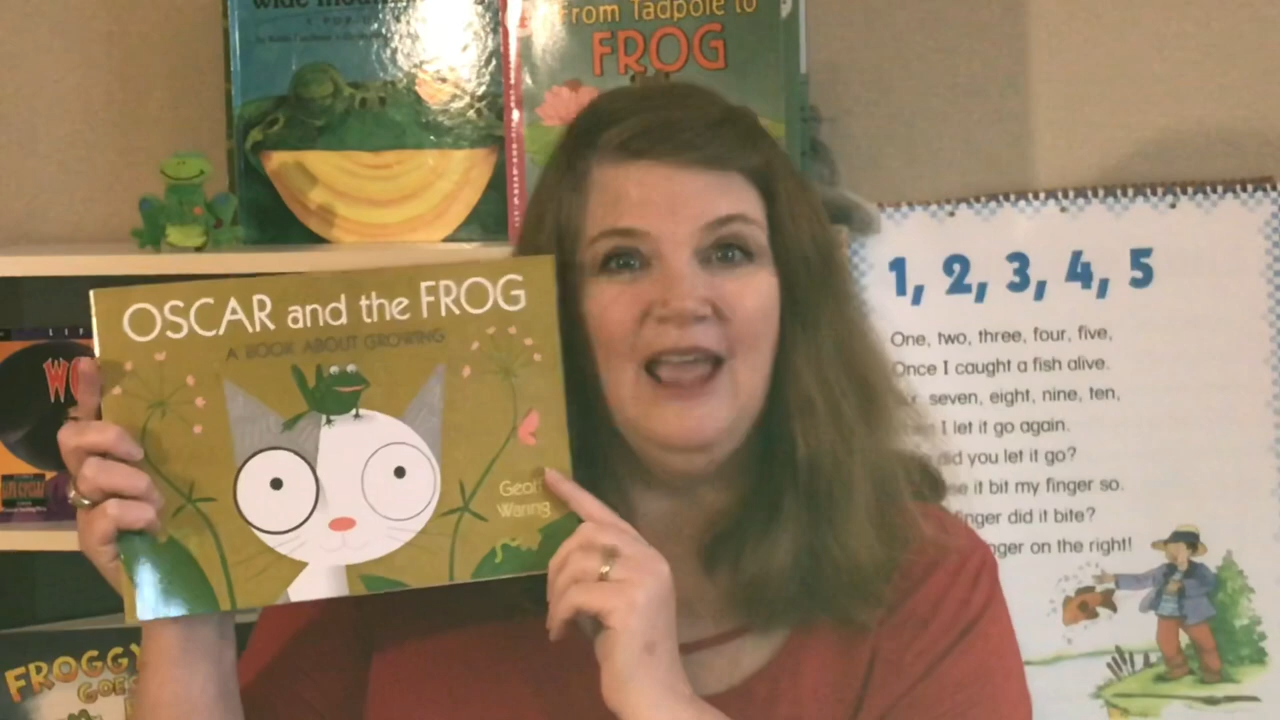 From Tadpole to
FROG
OSCAR and the FROG
A BOOK ABOUT GROWING
Geoff
Waring
FROGGY
GOES
1, 2, 3, 4, 5
One, two, three, four, five,
Once I caught a fish alive.
seven, eight, nine, ten,
I let it go again.
did you let it go?
it bit my finger so.
finger did it bite?
finger on the right!